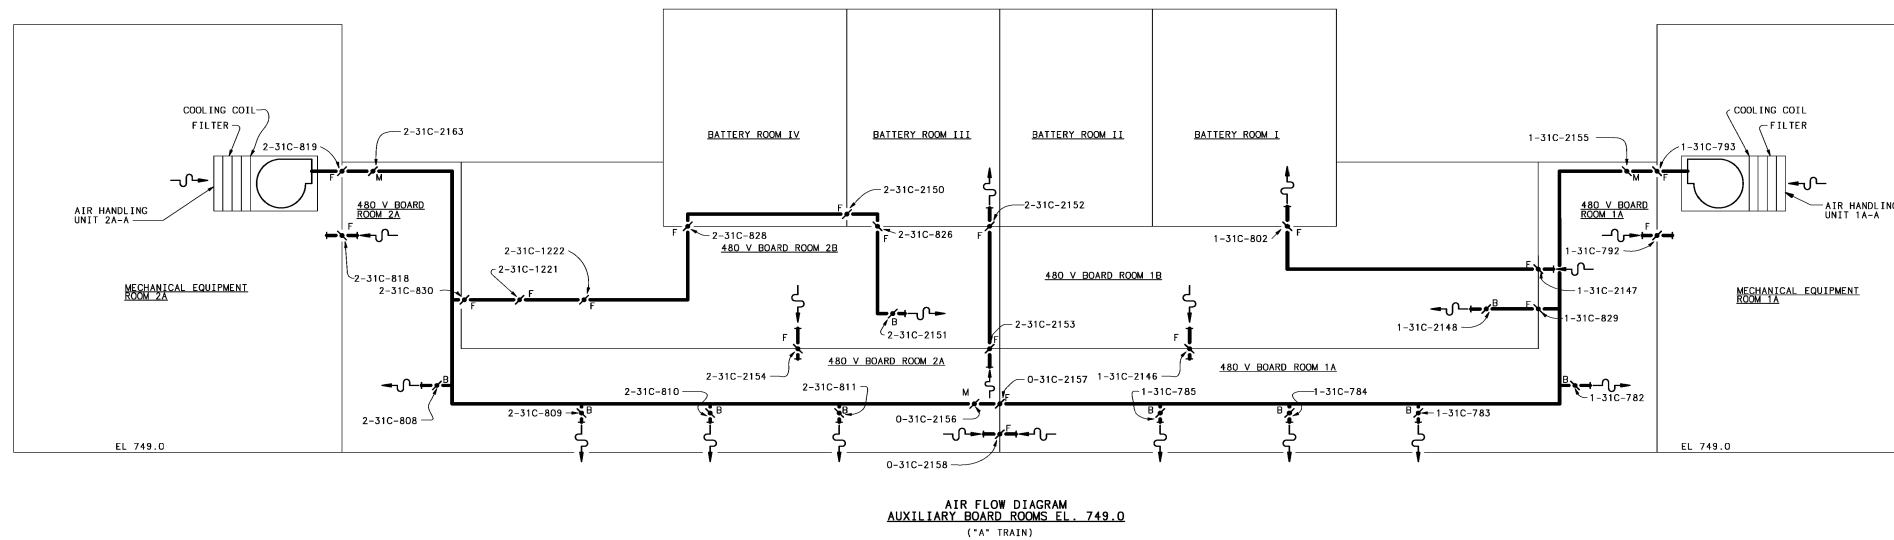 COOLING COIL
FILTER
2-31C-819
2-31C-2163
F
M
AIR HANDLING
UNIT 2A-A
480 V BOARD
ROOM 2A
F
2-31C-818
MECHANICAL EQUIPMENT
ROOM 2A
EL 749.0
BATTERY ROOM IV
BATTERY ROOM III
BATTERY ROOM II
BATTERY ROOM I
2-31C-2150
F
2-31C-828
F
2-31C-826
F
480 V BOARD ROOM 2B
2-31C-2152
F
1-31C-802
F
2-31C-1222
2-31C-1221
2-31C-830
F
F
F
B
2-31C-2151
480 V BOARD ROOM 1B
F
2-31C-2154
480 V BOARD ROOM 2A
2-31C-2153
F
F
1-31C-2146
480 V BOARD ROOM 1A
B
2-31C-808
2-31C-809
B
2-31C-810
B
2-31C-811
B
M
0-31C-2156
0-31C-2157
F
F
0-31C-2158
1-31C-785
B
1-31C-784
B
1-31C-783
B
B
1-31C-782
F
1-31C-2147
B
1-31C-2148
F
1-31C-829
1-31C-2155
M
1-31C-793
F
COOLING COIL
FILTER
AIR HANDLING
UNIT 1A-A
480 V BOARD
ROOM 1A
F
1-31C-792
MECHANICAL EQUIPMENT
ROOM 1A
EL 749.0
AIR FLOW DIAGRAM
AUXILIARY BOARD ROOMS EL. 749.0
("A" TRAIN)